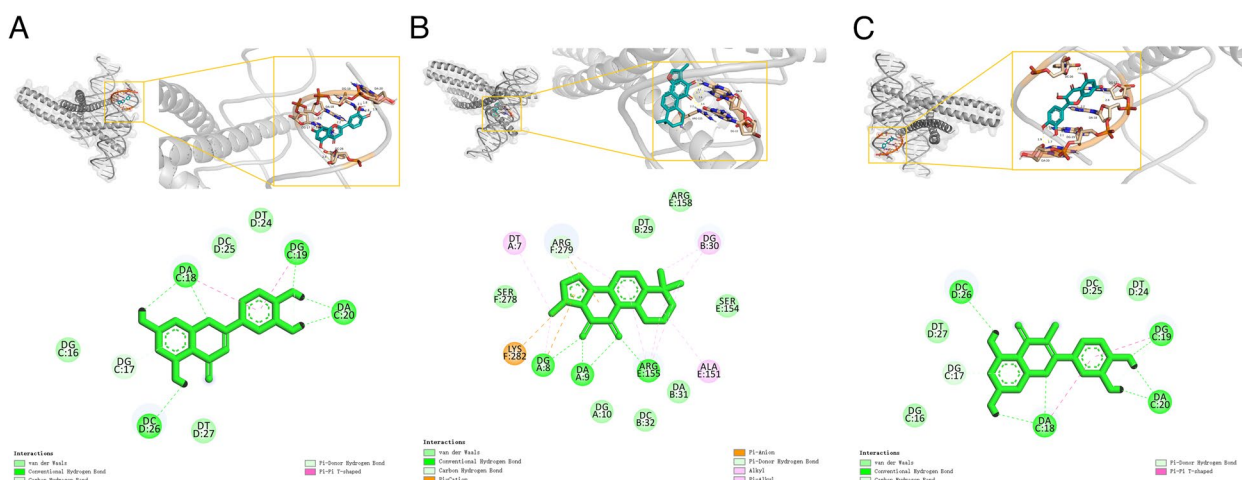 A
B
C
DT
D:24
DC
D:25
DG
C:19
DA
C:18
DA
C:20
DG
C:16
DG
C:17
DC
D:26
DT
D:27
Interactions
van der Waals
Conventional Hydrogen Bond
Carbon Hydrogen Bond
Pi-Donor Hydrogen Bond
Pi-Pi T-shaped
ARG
E:158
DT
B:29
DT
A:7
ARG
F:279
DG
B:30
SER
F:278
SER
E:154
LYS
F:282
DG
A:8
DA
A:9
ARG
E:155
ALA
E:151
DA
B:31
DG
A:10
DC
B:32
Interactions
van der Waals
Conventional Hydrogen Bond
Carbon Hydrogen Bond
Pi-Cation
Pi-Anion
Pi-Donor Hydrogen Bond
Alkyl
Pi-Alkyl
DC
D:26
DC
D:25
DT
D:24
DT
D:27
DG
C:19
DG
C:17
DA
C:20
DG
C:16
DA
C:18
Interactions
van der Waals
Conventional Hydrogen Bond
Carbon Hydrogen Bond
Pi-Donor Hydrogen Bond
Pi-Pi T-shaped